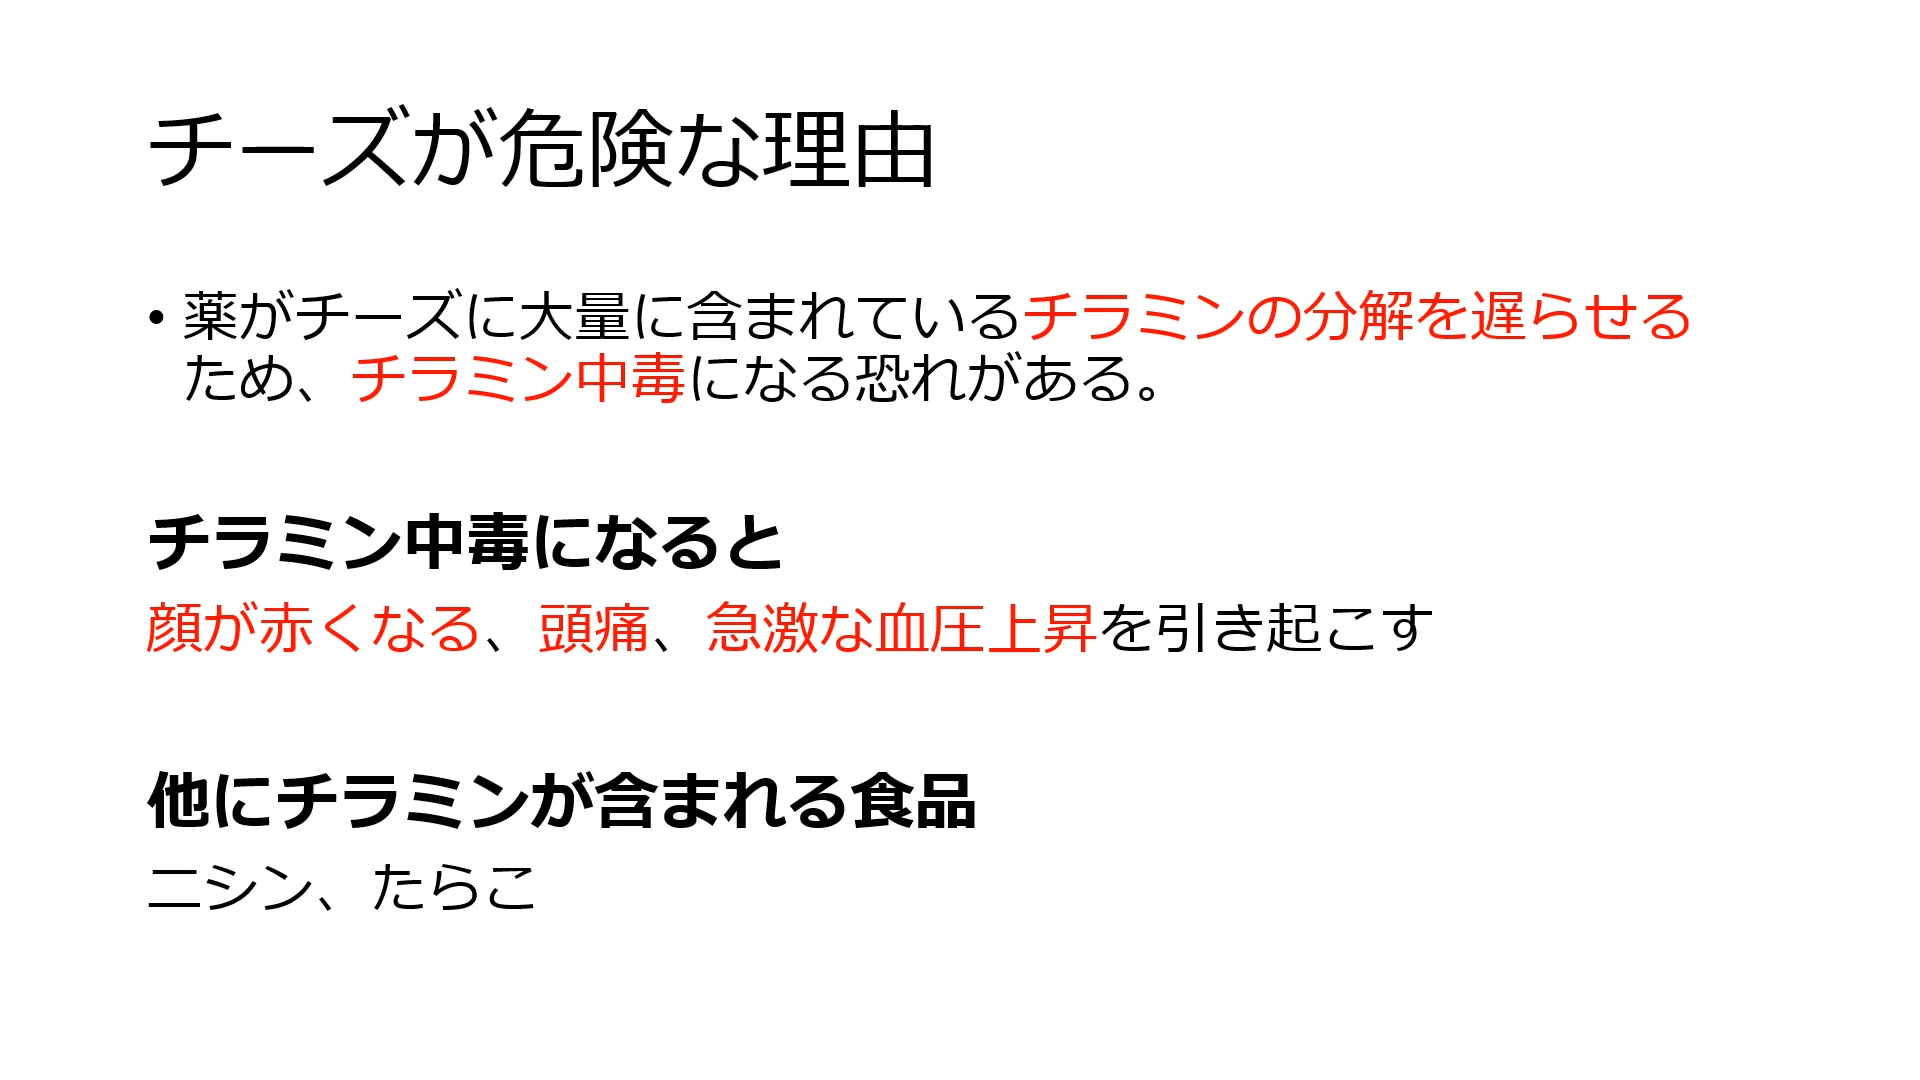 チーズが危険な理由
• 薬がチーズに大量に含まれているチラミンの分解を遅らせる
ため、チラミン中毒になる恐れがある。
チラミン中毒になると
顔が赤くなる、頭痛、急激な血圧上昇を引き起こす
他にチラミンが含まれる食品
ニシン、たらこ